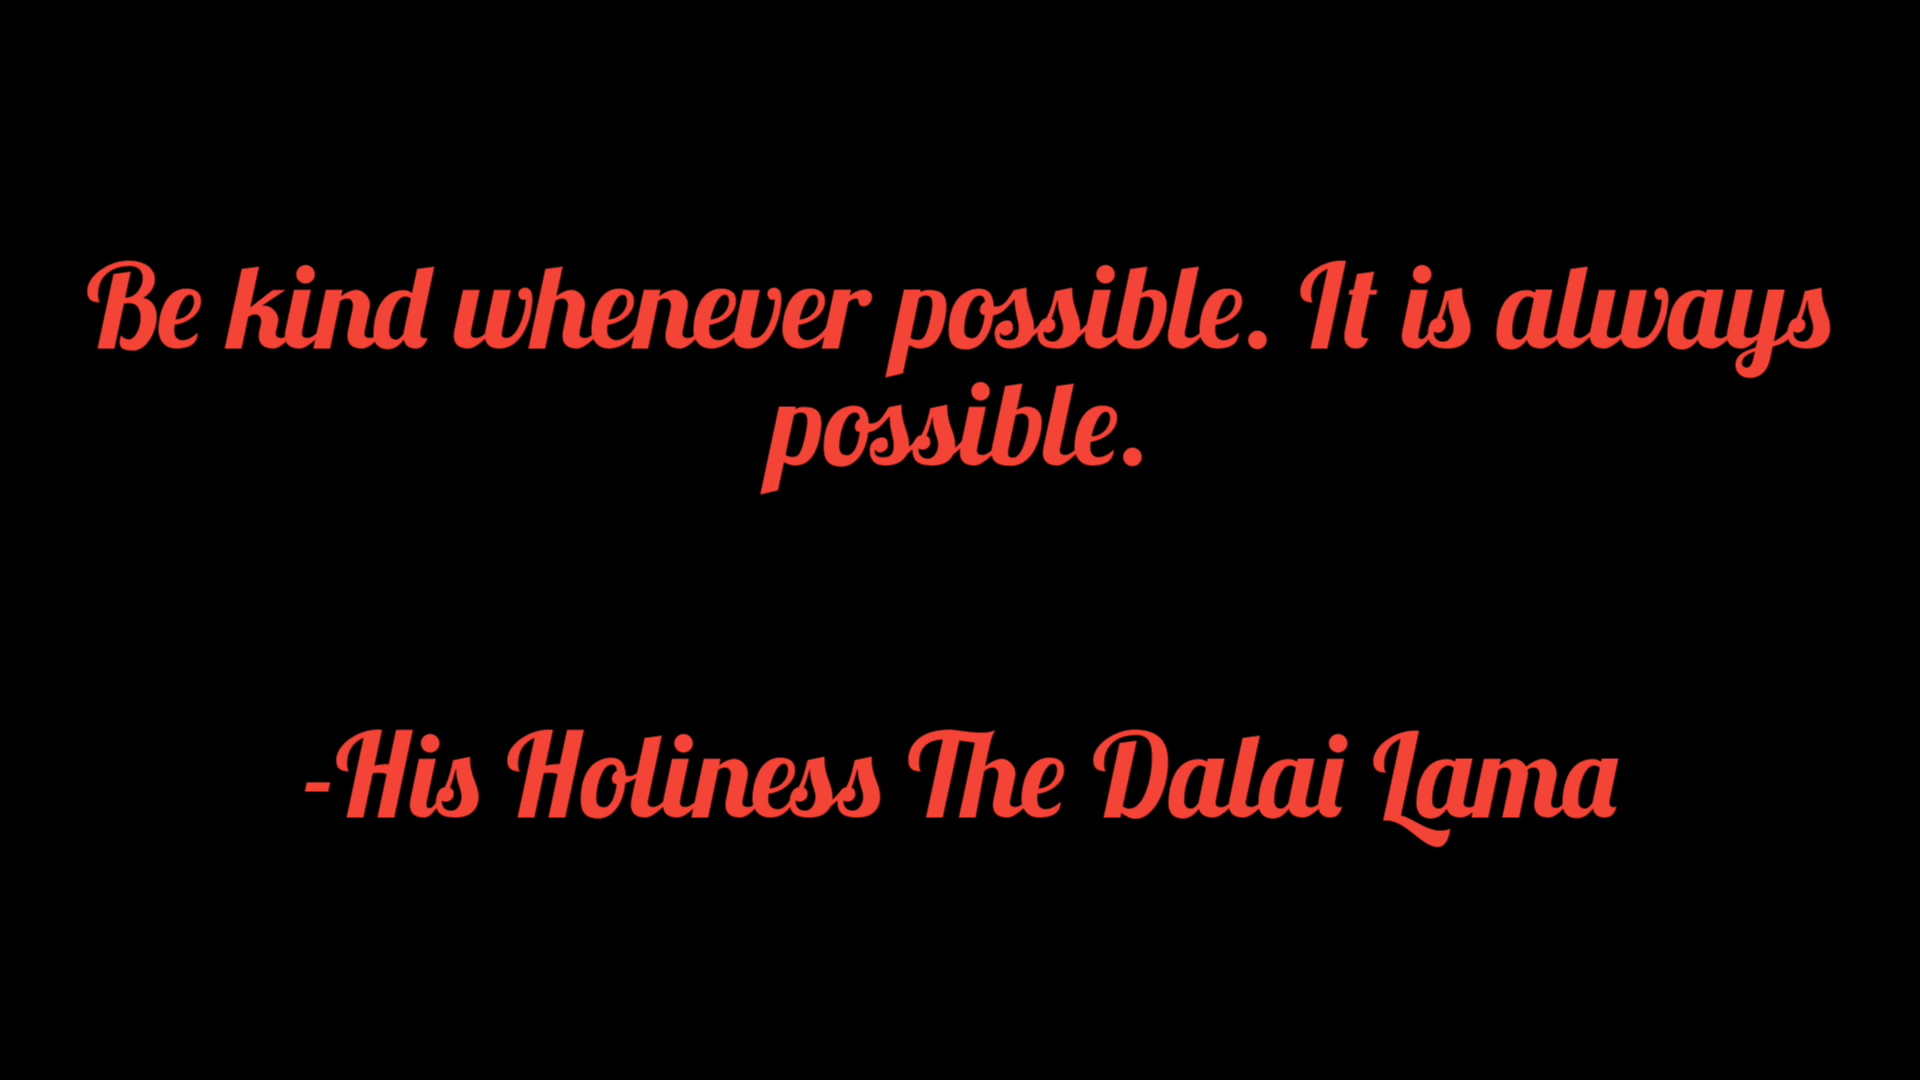 Be kind whenever possible. It is always
possible.
-His Holiness The Dalai Lama